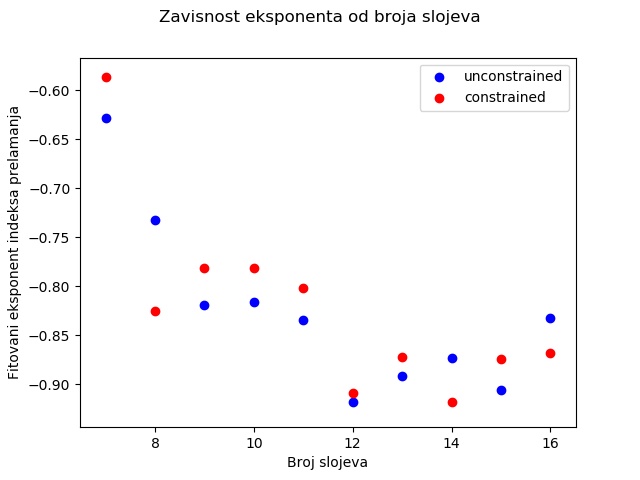 Zavisnost eksponenta od broja slojeva
unconstrained
constrained
Fitovani eksponent indeksa prelamanja
−0.60
−0.65
−0.70
−0.75
−0.80
−0.85
−0.90
8
10
12
14
16
Broj slojeva